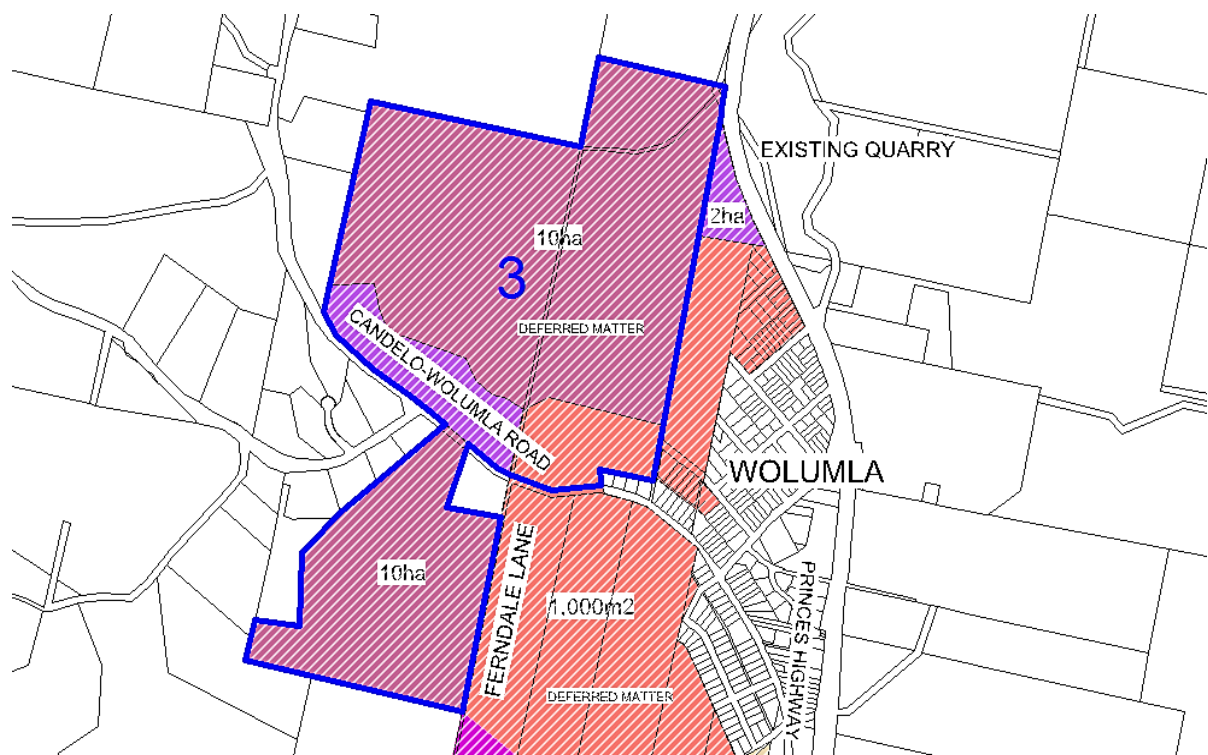 EXISTING QUARRY
2ha
10ha
3
DEFERRED MATTER
CANDELO-WOLUMLA ROAD
WOLUMLA
10ha
FERNDALE LANE
1,000m2
PRINCES HIGHWAY
DEFERRED MATTER